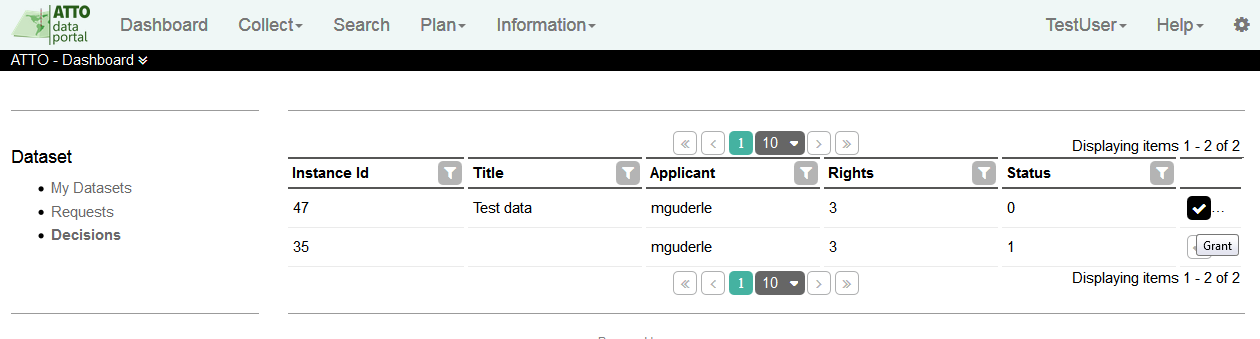 ATTO
data
portal
Dashboard Collect Search Plan Information TestUser Help
ATTO - Dashboard
Dataset
My Datasets
Requests
Decisions
« ‹ 1 10 › »
Displaying items 1 - 2 of 2
Instance Id Title Applicant Rights Status
47 Test data mguderle 3 0 ...
35 mguderle 3 1
Grant
« ‹ 1 10 › »
Displaying items 1 - 2 of 2